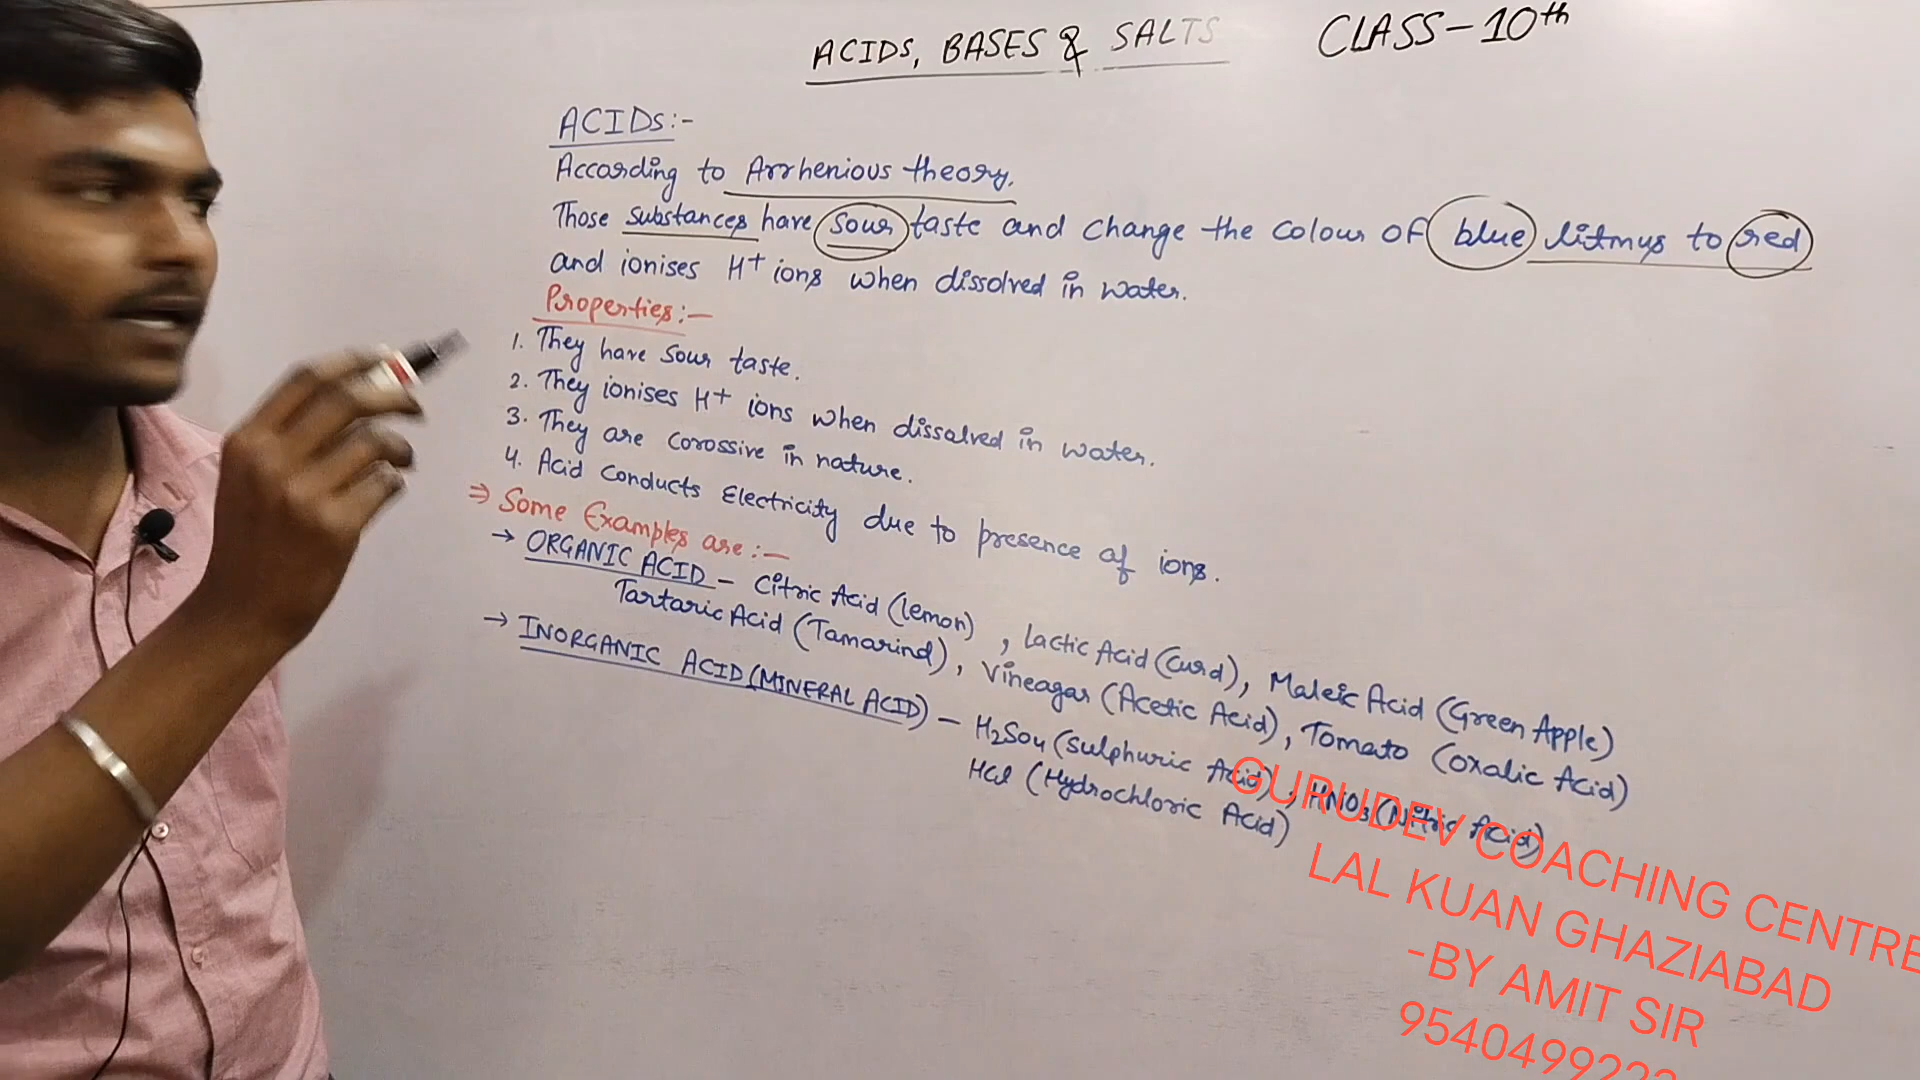 ACIDS, BASES & SALTS
CLASS-10th
ACIDs:-
According to Arrhenious theory.
Those substances have sour taste and change the colour of blue litmus to red
and ionises H+ ions when dissolved in water.
Properties:-
1. They have sour taste.
2. They ionises H+ ions when dissolved in water.
3. They are corossive in nature.
4. Acid conducts Electricity due to presence of ions.
⇒ Some Examples are:-
→ ORGANIC ACID - Citric Acid (lemon), Lactic Acid (Curd), Maleic Acid (Green Apple)
Tartaric Acid (Tamarind), Vineagar (Acetic Acid), Tomato (oxalic Acid)
→ INORGANIC ACID (MINERAL ACID) - H2SO4 (Sulphuric Acid), HNO3 (Nitric Acid)
HCl (Hydrochloric Acid)
GURUDEV COACHING CENTRE
LAL KUAN GHAZIABAD
-BY AMIT SIR